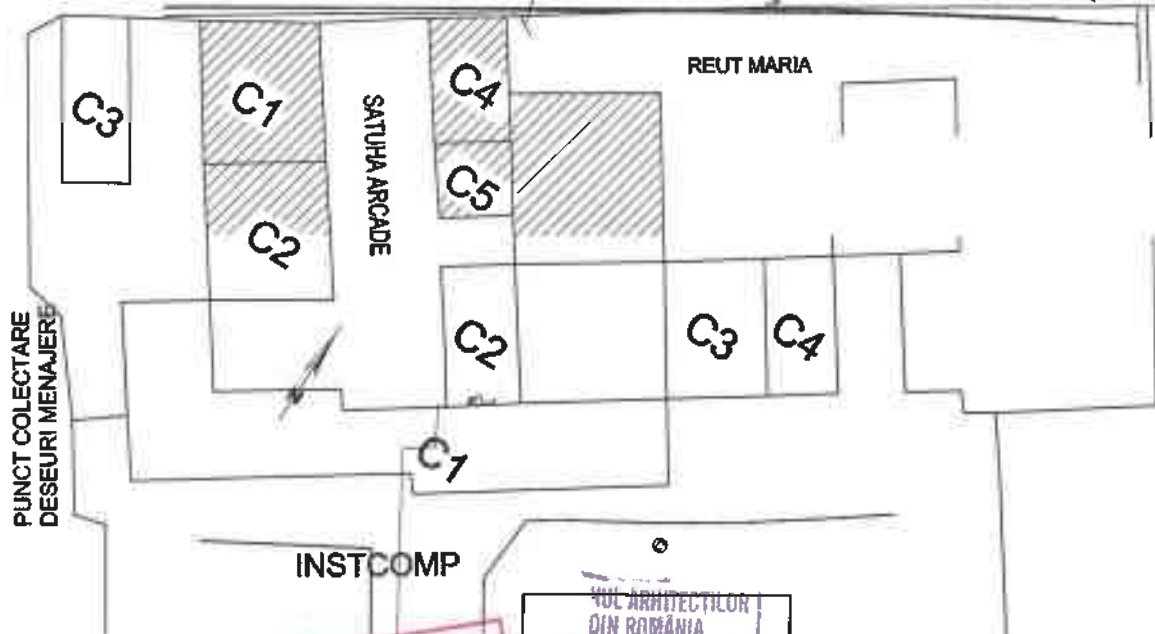 REUT MARIA
C3
C1
C4
SATUHA ARCADE
C5
C2
C2
C3
C4
PUNCT COLECTARE
DESEURI MENAJERE
C1
INSTCOMP
ARHITECTILOR
DIN ROMÂNIA